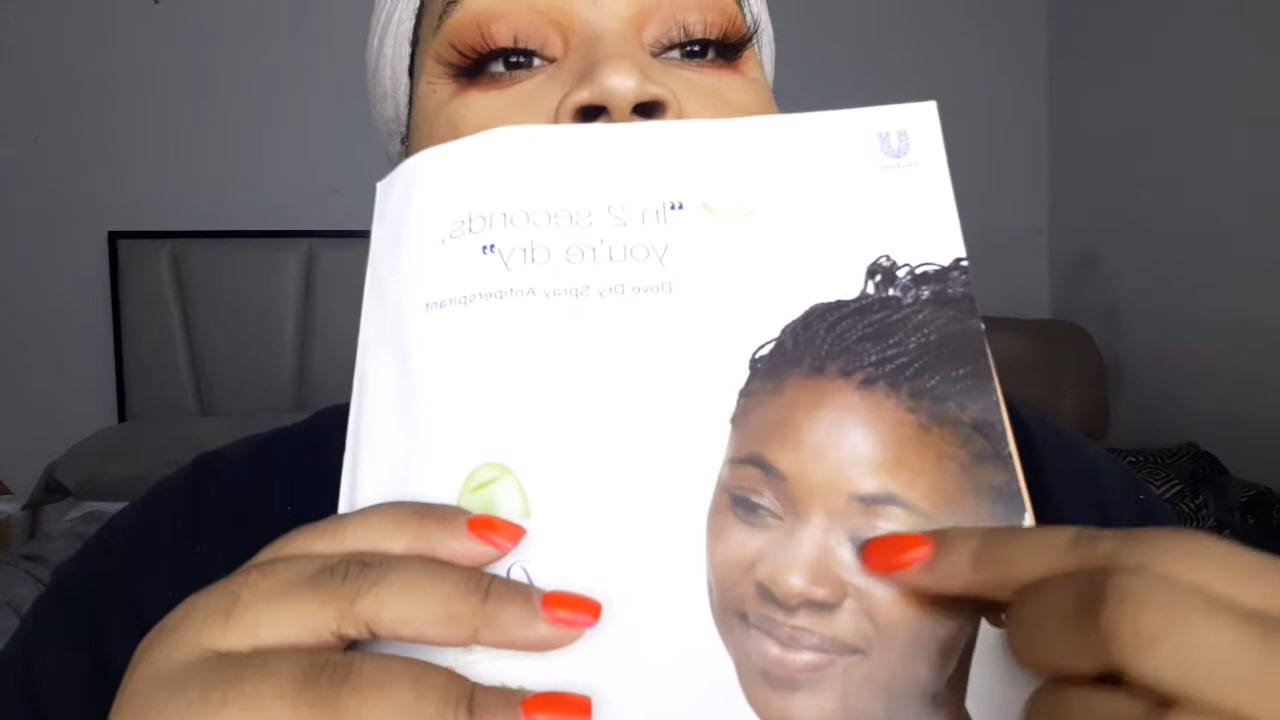 “In 2 seconds,
you're dry”
Dove Dry Spray Antiperspirant